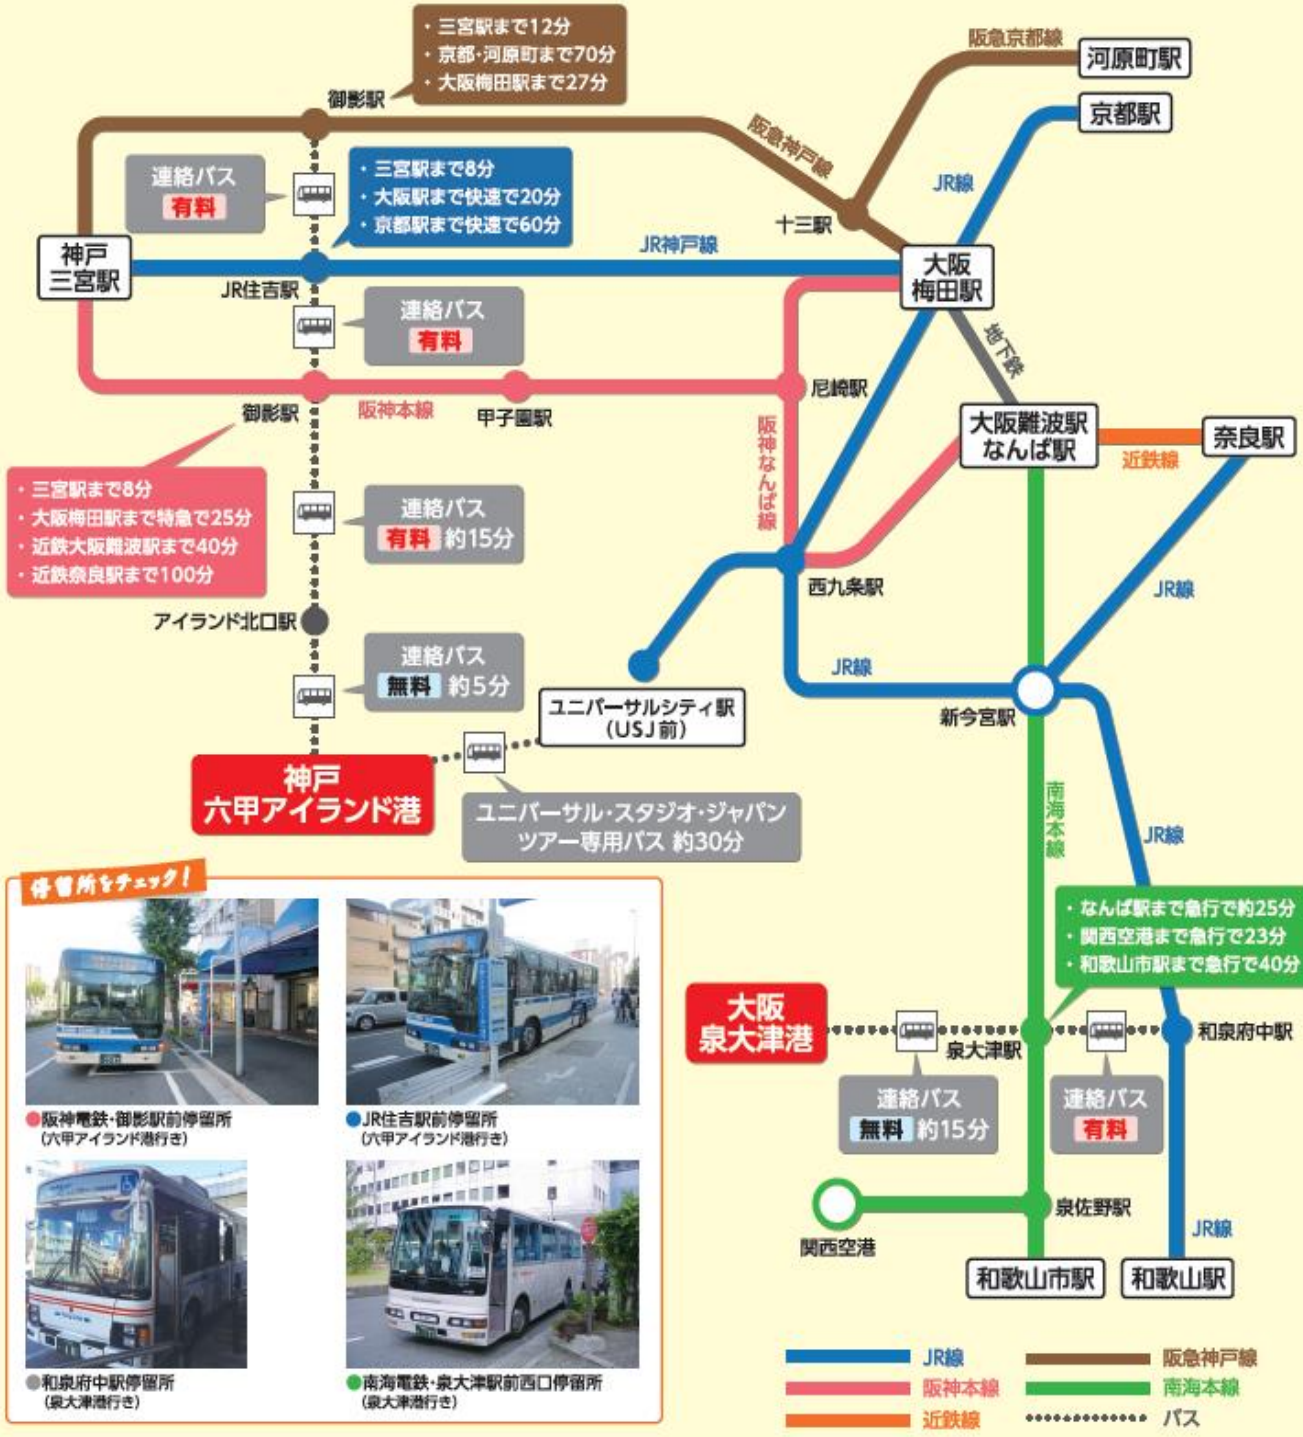 ・三宮駅まで12分
・京都・河原町まで70分
・大阪梅田駅まで27分
御影駅
阪急京都線
河原町駅
京都駅
阪急神戸線
JR線
十三駅
連絡バス
有料
・三宮駅まで8分
・大阪駅まで快速で20分
・京都駅まで快速で60分
神戸
三宮駅
JR神戸線
JR住吉駅
大阪
梅田駅
連絡バス
有料
地下鉄
御影駅
阪神本線
甲子園駅
尼崎駅
阪神なんば線
大阪難波駅
なんば駅
近鉄線
奈良駅
・三宮駅まで8分
・大阪梅田駅まで特急で25分
・近鉄大阪難波駅まで40分
・近鉄奈良駅まで100分
連絡バス
有料 約15分
西九条駅
JR線
アイランド北口駅
連絡バス
無料 約5分
JR線
ユニバーサルシティ駅
(USJ前)
新今宮駅
神戸
六甲アイランド港
ユニバーサル・スタジオ・ジャパン
ツアー専用バス 約30分
南海本線
JR線
・なんば駅まで急行で約25分
・関西空港まで急行で23分
・和歌山市駅まで急行で40分
大阪
泉大津港
泉大津駅
和泉府中駅
連絡バス
無料 約15分
連絡バス
有料
関西空港
泉佐野駅
JR線
和歌山市駅
和歌山駅
停留所をチェック!
阪神電鉄・御影駅前停留所
(六甲アイランド港行き)
JR住吉駅前停留所
(六甲アイランド港行き)
和泉府中駅停留所
(泉大津港行き)
南海電鉄・泉大津駅前西口停留所
(泉大津港行き)
JR線
阪急神戸線
阪神本線
南海本線
近鉄線
バス